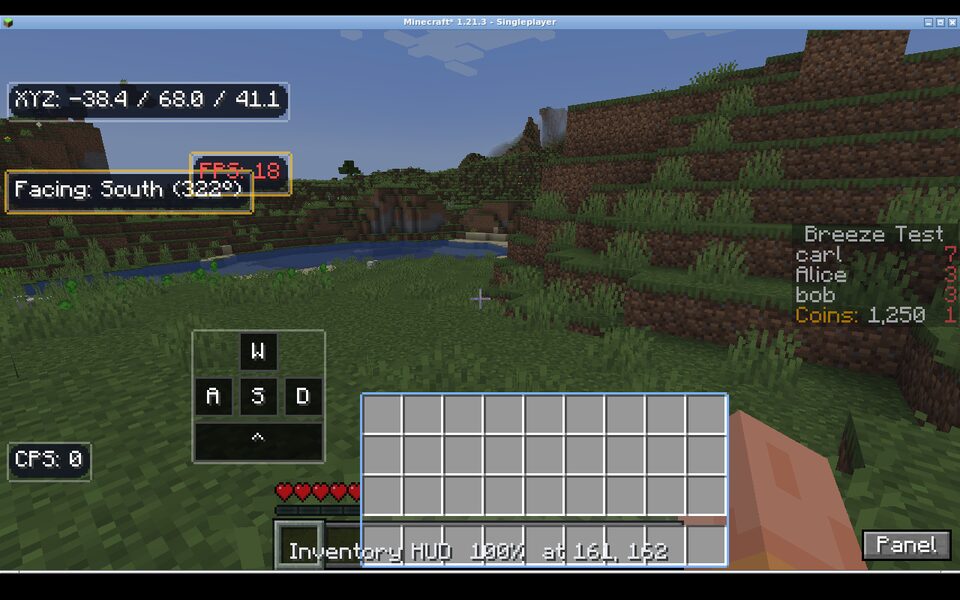 Minecraft* 1.21.3 - Singleplayer
XYZ: -38.4 / 68.0 / 41.1
FPS: 18
Facing: South (322°)
Breeze Test
carl 7
Alice 3
bob 3
Coins: 1,250 1
W
A S D
^
CPS: 0
Inventory HUD 100% at 161, 162
Panel